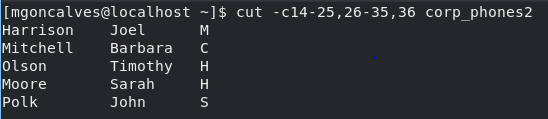 [mgoncalves@localhost ~]$ cut -c14-25,26-35,36 corp_phones2
Harrison    Joel      M
Mitchell    Barbara   C
Olson       Timothy   H
Moore       Sarah     H
Polk        John      S